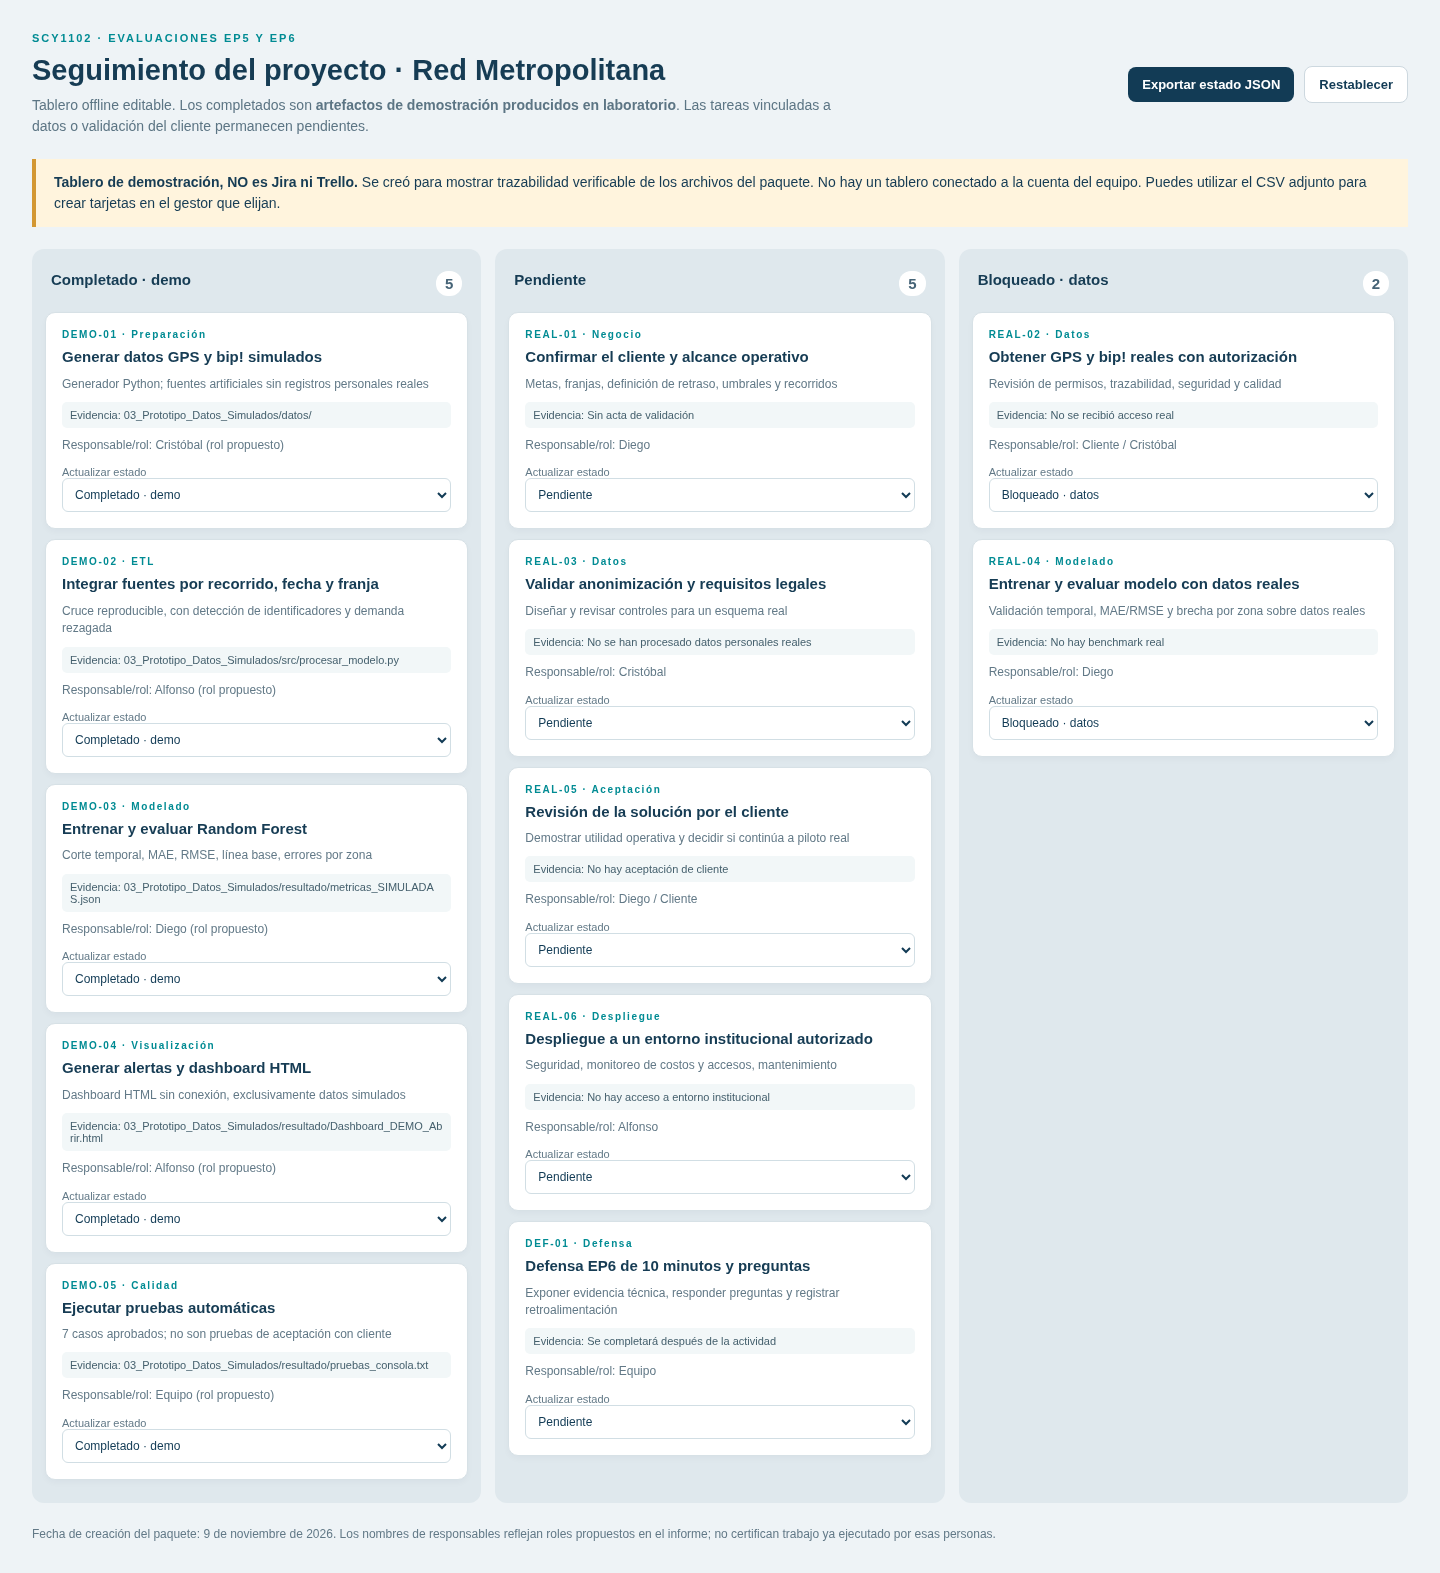 SCY1102 · EVALUACIONES EP5 Y EP6
Seguimiento del proyecto · Red Metropolitana
Tablero offline editable. Los completados son artefactos de demostración producidos en laboratorio. Las tareas vinculadas a
datos o validación del cliente permanecen pendientes.
Exportar estado JSON
Restablecer
Tablero de demostración, NO es Jira ni Trello. Se creó para mostrar trazabilidad verificable de los archivos del paquete. No hay un tablero conectado a la cuenta del equipo. Puedes utilizar el CSV adjunto para
crear tarjetas en el gestor que elijan.
Completado · demo
5
DEMO-01 · Preparación
Generar datos GPS y bip! simulados
Generador Python; fuentes artificiales sin registros personales reales
Evidencia: 03_Prototipo_Datos_Simulados/datos/
Responsable/rol: Cristóbal (rol propuesto)
Actualizar estado
Completado · demo
DEMO-02 · ETL
Integrar fuentes por recorrido, fecha y franja
Cruce reproducible, con detección de identificadores y demanda
rezagada
Evidencia: 03_Prototipo_Datos_Simulados/src/procesar_modelo.py
Responsable/rol: Alfonso (rol propuesto)
Actualizar estado
Completado · demo
DEMO-03 · Modelado
Entrenar y evaluar Random Forest
Corte temporal, MAE, RMSE, línea base, errores por zona
Evidencia: 03_Prototipo_Datos_Simulados/resultado/metricas_SIMULADA
S.json
Responsable/rol: Diego (rol propuesto)
Actualizar estado
Completado · demo
DEMO-04 · Visualización
Generar alertas y dashboard HTML
Dashboard HTML sin conexión, exclusivamente datos simulados
Evidencia: 03_Prototipo_Datos_Simulados/resultado/Dashboard_DEMO_Ab
rir.html
Responsable/rol: Alfonso (rol propuesto)
Actualizar estado
Completado · demo
DEMO-05 · Calidad
Ejecutar pruebas automáticas
7 casos aprobados; no son pruebas de aceptación con cliente
Evidencia: 03_Prototipo_Datos_Simulados/resultado/pruebas_consola.txt
Responsable/rol: Equipo (rol propuesto)
Actualizar estado
Completado · demo
Pendiente
5
REAL-01 · Negocio
Confirmar el cliente y alcance operativo
Metas, franjas, definición de retraso, umbrales y recorridos
Evidencia: Sin acta de validación
Responsable/rol: Diego
Actualizar estado
Pendiente
REAL-03 · Datos
Validar anonimización y requisitos legales
Diseñar y revisar controles para un esquema real
Evidencia: No se han procesado datos personales reales
Responsable/rol: Cristóbal
Actualizar estado
Pendiente
REAL-05 · Aceptación
Revisión de la solución por el cliente
Demostrar utilidad operativa y decidir si continúa a piloto real
Evidencia: No hay aceptación de cliente
Responsable/rol: Diego / Cliente
Actualizar estado
Pendiente
REAL-06 · Despliegue
Despliegue a un entorno institucional autorizado
Seguridad, monitoreo de costos y accesos, mantenimiento
Evidencia: No hay acceso a entorno institucional
Responsable/rol: Alfonso
Actualizar estado
Pendiente
DEF-01 · Defensa
Defensa EP6 de 10 minutos y preguntas
Exponer evidencia técnica, responder preguntas y registrar
retroalimentación
Evidencia: Se completará después de la actividad
Responsable/rol: Equipo
Actualizar estado
Pendiente
Bloqueado · datos
2
REAL-02 · Datos
Obtener GPS y bip! reales con autorización
Revisión de permisos, trazabilidad, seguridad y calidad
Evidencia: No se recibió acceso real
Responsable/rol: Cliente / Cristóbal
Actualizar estado
Bloqueado · datos
REAL-04 · Modelado
Entrenar y evaluar modelo con datos reales
Validación temporal, MAE/RMSE y brecha por zona sobre datos reales
Evidencia: No hay benchmark real
Responsable/rol: Diego
Actualizar estado
Bloqueado · datos
Fecha de creación del paquete: 9 de noviembre de 2026. Los nombres de responsables reflejan roles propuestos en el informe; no certifican trabajo ya ejecutado por esas personas.